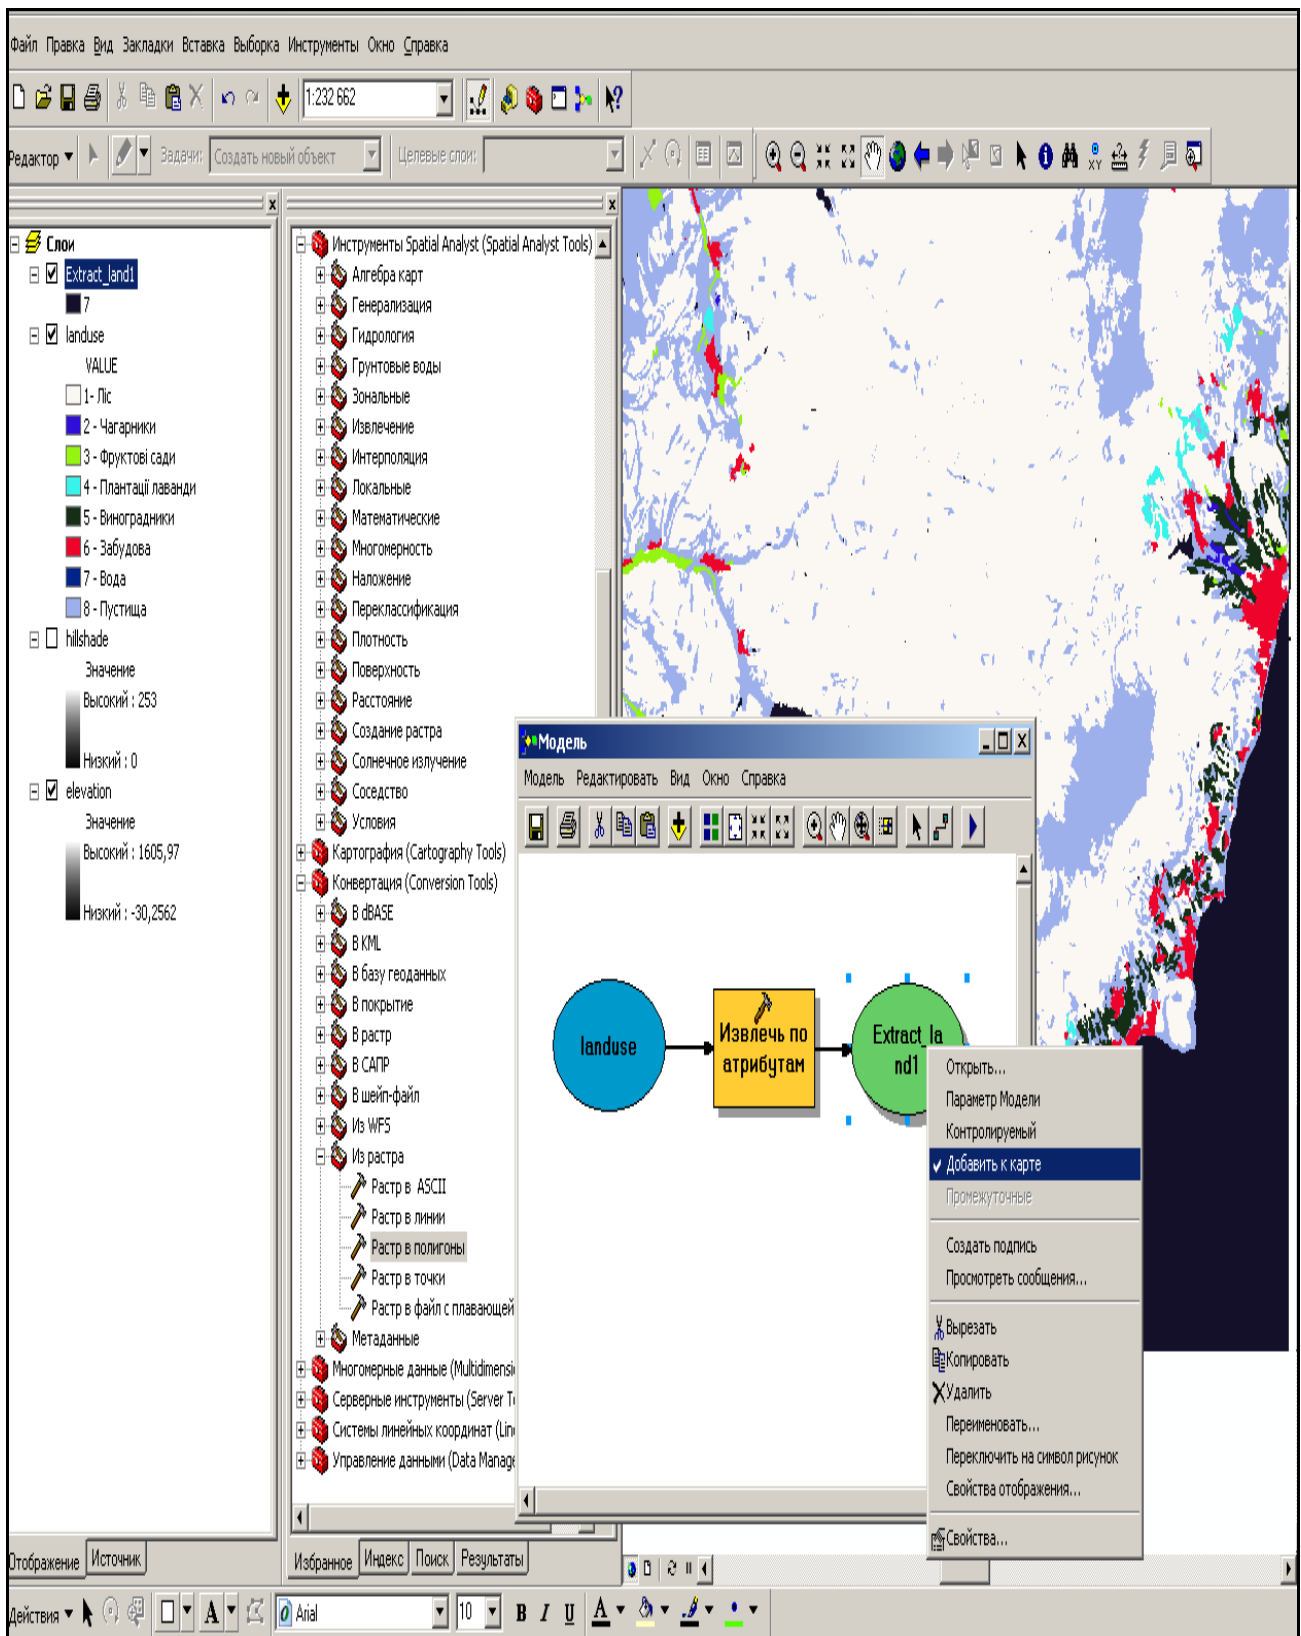 Файл Правка Вид Закладки Вставка Выборка Инструменты Окно Справка
1:232 662
Редактор Задачи: Создать новый объект Целевые слои:
Слои
Extract_land1
7
landuse
VALUE
1- Ліс
2 - Чагарники
3 - Фруктові сади
4 - Плантації лаванди
5 - Виноградники
6 - Забудова
7 - Вода
8 - Пустища
hillshade
Значение
Высокий : 253
Низкий : 0
elevation
Значение
Высокий : 1605,97
Низкий : -30,2562
Отображение Источник
Инструменты Spatial Analyst (Spatial Analyst Tools)
Алгебра карт
Генерализация
Гидрология
Грунтовые воды
Зональные
Извлечение
Интерполяция
Локальные
Математические
Многомерность
Наложение
Переклассификация
Плотность
Поверхность
Расстояние
Создание растра
Солнечное излучение
Соседство
Условия
Картография (Cartography Tools)
Конвертация (Conversion Tools)
В dBASE
В KML
В базу геоданных
В покрытие
В растр
В САПР
В шейп-файл
Из WFS
Из растра
Растр в ASCII
Растр в линии
Растр в полигоны
Растр в точки
Растр в файл с плавающей
Метаданные
Многомерные данные (Multidimensi
Серверные инструменты (Server T
Системы линейных координат (Lin
Управление данными (Data Manage
Избранное Индекс Поиск Результаты
Модель
Модель Редактировать Вид Окно Справка
landuse
Извлечь по
атрибутам
Extract_la
nd1
Открыть...
Параметр Модели
Контролируемый
Добавить к карте
Промежуточные
Создать подпись
Просмотреть сообщения...
Вырезать
Копировать
Удалить
Переименовать...
Переключить на символ рисунок
Свойства отображения...
Свойства...
Действия A Arial 10 B I U A